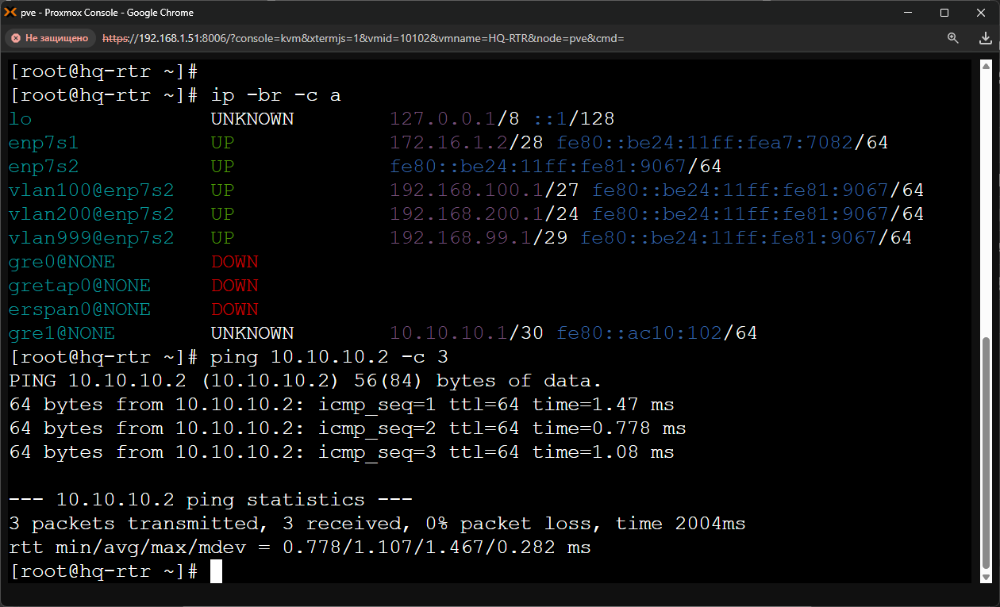 pve - Proxmox Console - Google Chrome
Не защищено https://192.168.1.51:8006/?console=kvm&xtermjs=1&vmid=10102&vmname=HQ-RTR&node=pve&cmd=
[root@hq-rtr ~]#
[root@hq-rtr ~]# ip -br -c a
lo UNKNOWN 127.0.0.1/8 ::1/128
enp7s1 UP 172.16.1.2/28 fe80::be24:11ff:fea7:7082/64
enp7s2 UP fe80::be24:11ff:fe81:9067/64
vlan100@enp7s2 UP 192.168.100.1/27 fe80::be24:11ff:fe81:9067/64
vlan200@enp7s2 UP 192.168.200.1/24 fe80::be24:11ff:fe81:9067/64
vlan999@enp7s2 UP 192.168.99.1/29 fe80::be24:11ff:fe81:9067/64
gre0@NONE DOWN
gretap0@NONE DOWN
erspan0@NONE DOWN
gre1@NONE UNKNOWN 10.10.10.1/30 fe80::ac10:102/64
[root@hq-rtr ~]# ping 10.10.10.2 -c 3
PING 10.10.10.2 (10.10.10.2) 56(84) bytes of data.
64 bytes from 10.10.10.2: icmp_seq=1 ttl=64 time=1.47 ms
64 bytes from 10.10.10.2: icmp_seq=2 ttl=64 time=0.778 ms
64 bytes from 10.10.10.2: icmp_seq=3 ttl=64 time=1.08 ms
--- 10.10.10.2 ping statistics ---
3 packets transmitted, 3 received, 0% packet loss, time 2004ms
rtt min/avg/max/mdev = 0.778/1.107/1.467/0.282 ms
[root@hq-rtr ~]#